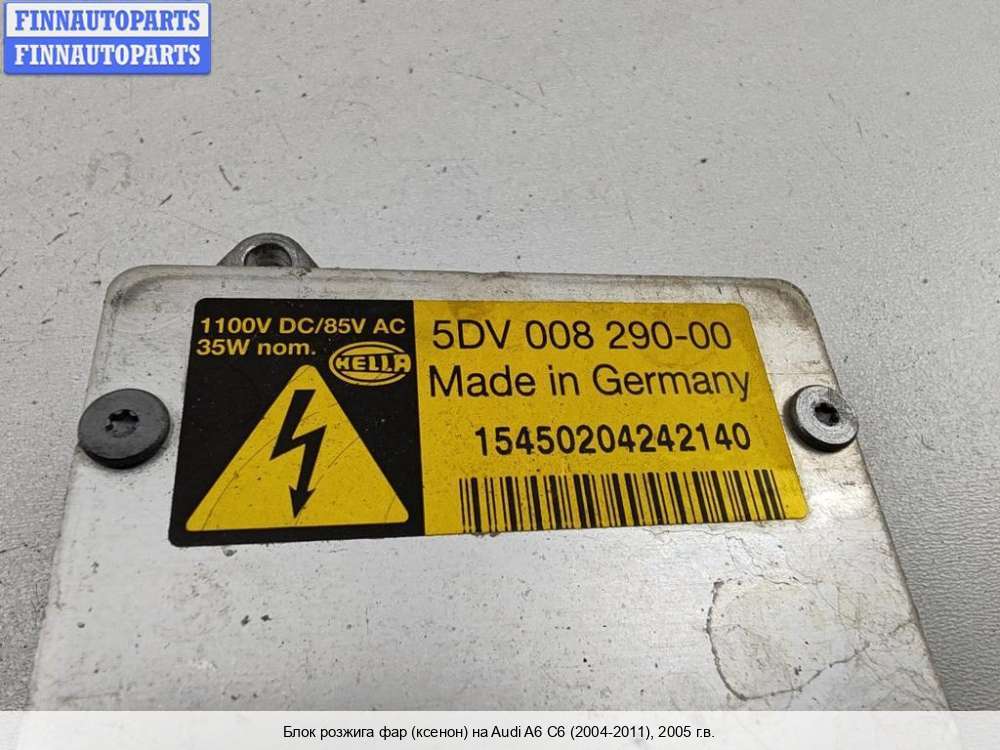 FINNAUTOPARTS
FINNAUTOPARTS
1100V DC/85V AC
35W nom.
HELLA
5DV 008 290-00
Made in Germany
15450204242140
Блок розжига фар (ксенон) на Audi A6 C6 (2004-2011), 2005 г.в.